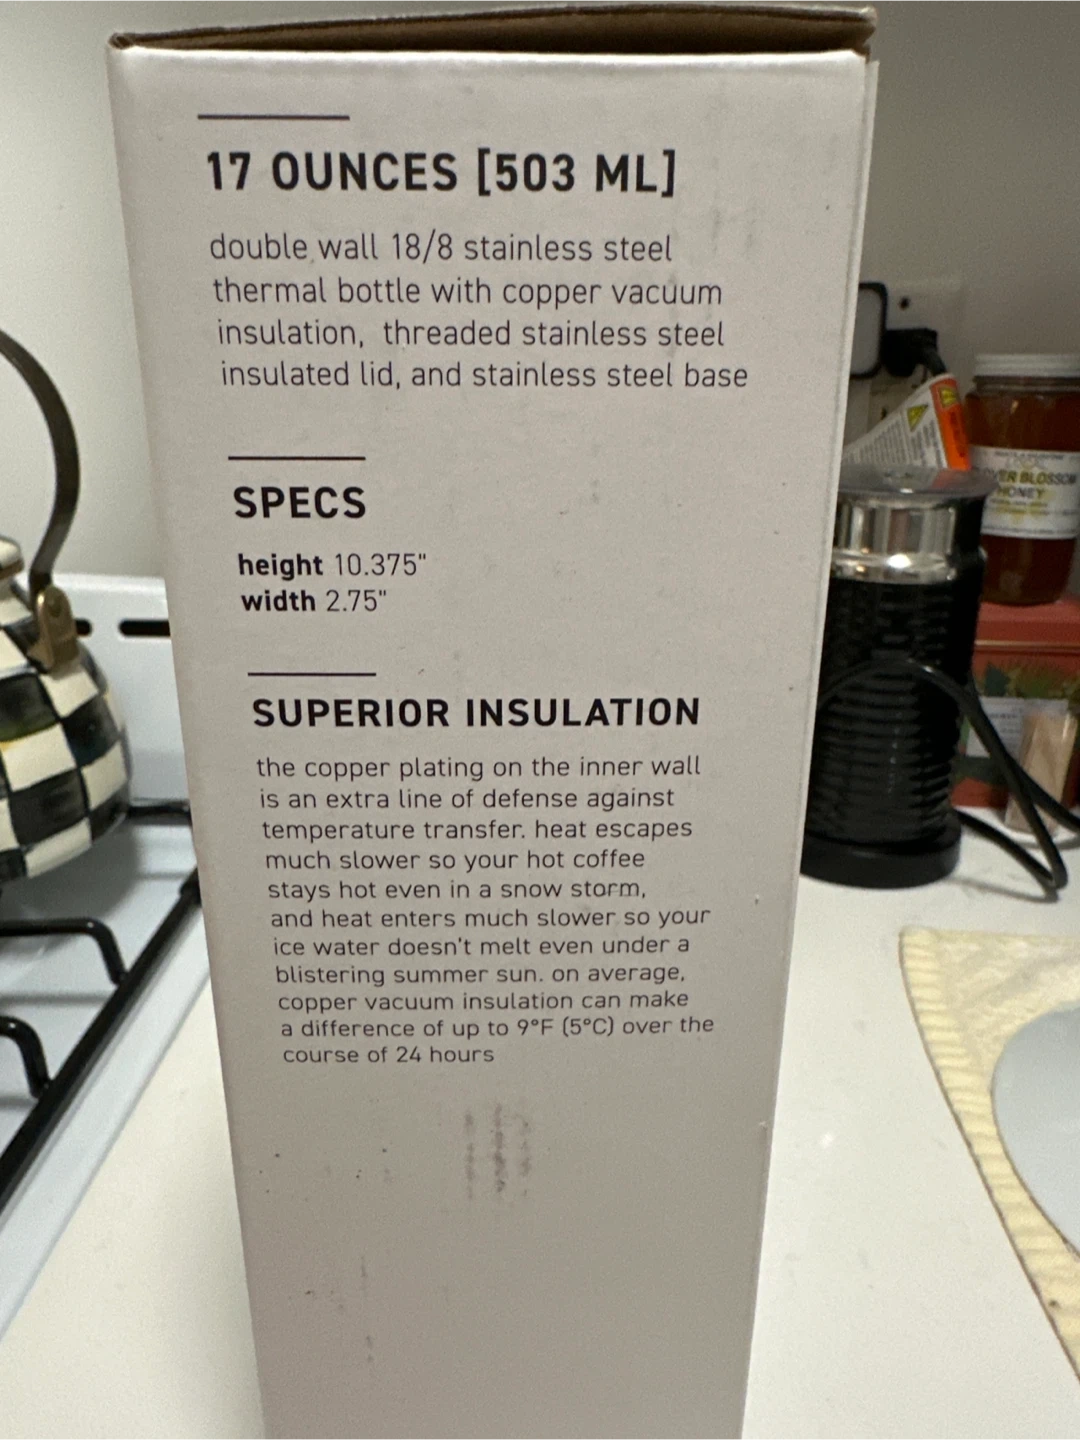 17 OUNCES [503 ML]
double wall 18/8 stainless steel
thermal bottle with copper vacuum
insulation, threaded stainless steel
insulated lid, and stainless steel base
SPECS
height 10.375"
width 2.75"
SUPERIOR INSULATION
the copper plating on the inner wall
is an extra line of defense against
temperature transfer. heat escapes
much slower so your hot coffee
stays hot even in a snow storm,
and heat enters much slower so your
ice water doesn't melt even under a
blistering summer sun. on average,
copper vacuum insulation can make
a difference of up to 9°F (5°C) over the
course of 24 hours
BLOSSOM
HONEY